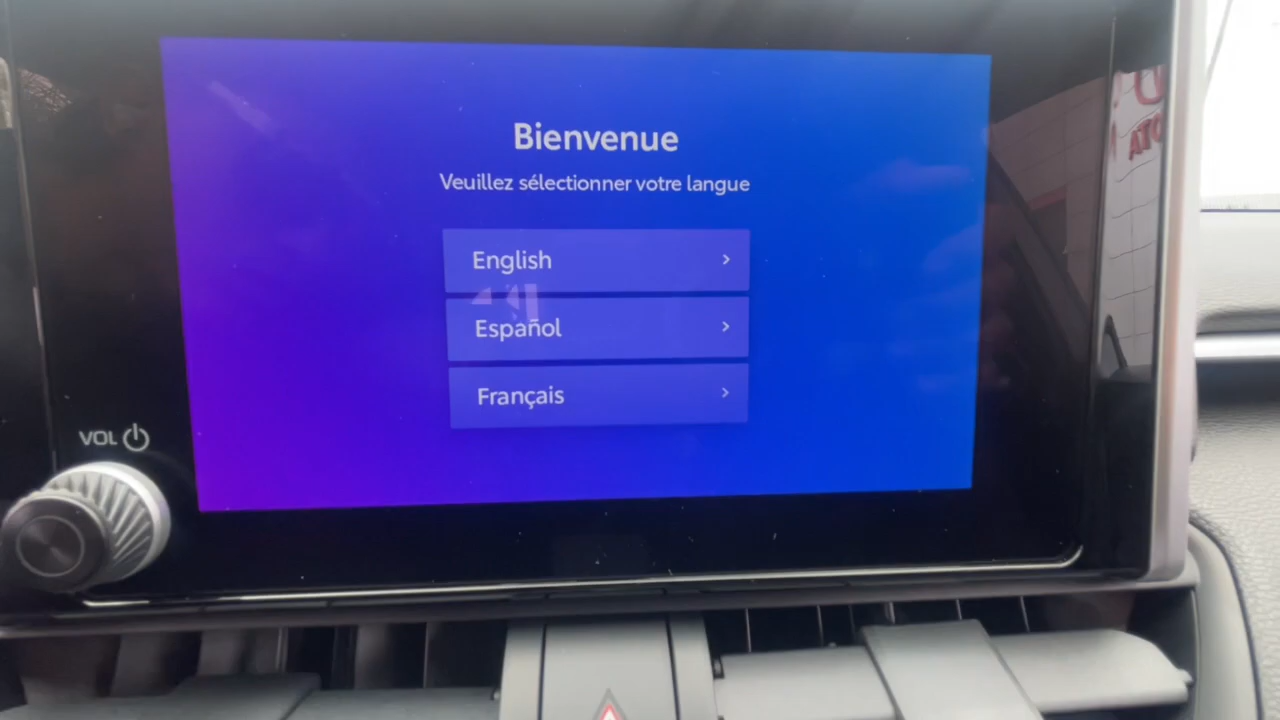 Bienvenue
Veuillez sélectionner votre langue
English
Español
Français
VOL